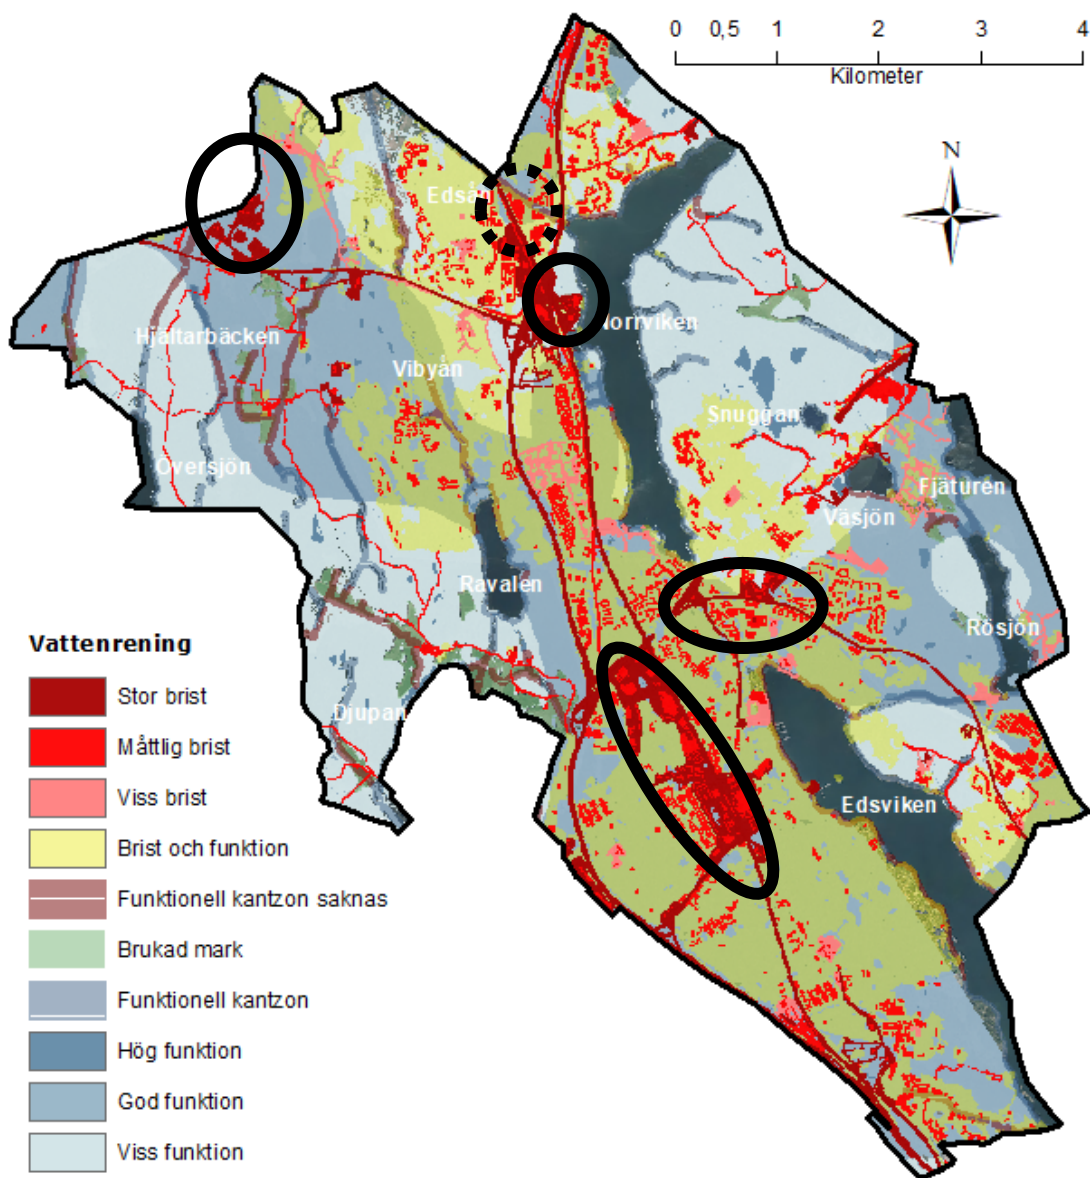 0 0,5 1 2 3 4
Kilometer
N
Edsån
Norrviken
Hjältarbäcken
Vibyån
Snuggan
Översjön
Fjäturen
Väsjön
Ravalen
Rösjön
Djupan
Edsviken
Vattenrening
Stor brist
Måttlig brist
Viss brist
Brist och funktion
Funktionell kantzon saknas
Brukad mark
Funktionell kantzon
Hög funktion
God funktion
Viss funktion